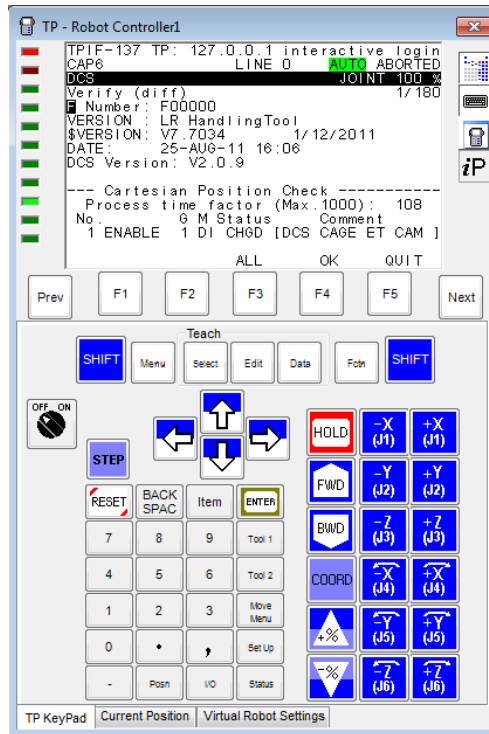 TP - Robot Controller1
TPIF-137 TP: 127.0.0.1 interactive login
CAP6 LINE 0 AUTO ABORTED
DCS JOINT 100 %
Verify (diff) 1/180
F Number: F00000
VERSION : LR HandlingTool
$VERSION: V7.7034 1/12/2011
DATE: 25-AUG-11 16:06
DCS Version: V2.0.9
--- Cartesian Position Check -----------
Process time factor (Max.1000): 108
No. G M Status Comment
1 ENABLE 1 DI CHGD [DCS CAGE ET CAM ]
ALL OK QUIT
iP
Prev F1 F2 F3 F4 F5 Next
Teach
SHIFT Menu Select Edit Data Fctn SHIFT
OFF ON
HOLD -X (J1) +X (J1)
STEP
FWD -Y (J2) +Y (J2)
RESET BACK SPAC Item ENTER
BWD -Z (J3) +Z (J3)
7 8 9 Tool 1
4 5 6 Tool 2
COORD -X (J4) +X (J4)
1 2 3 Move Menu
+% -Y (J5) +Y (J5)
0 . , Set Up
-% -Z (J6) +Z (J6)
- Posn I/O Status
TP KeyPad Current Position Virtual Robot Settings